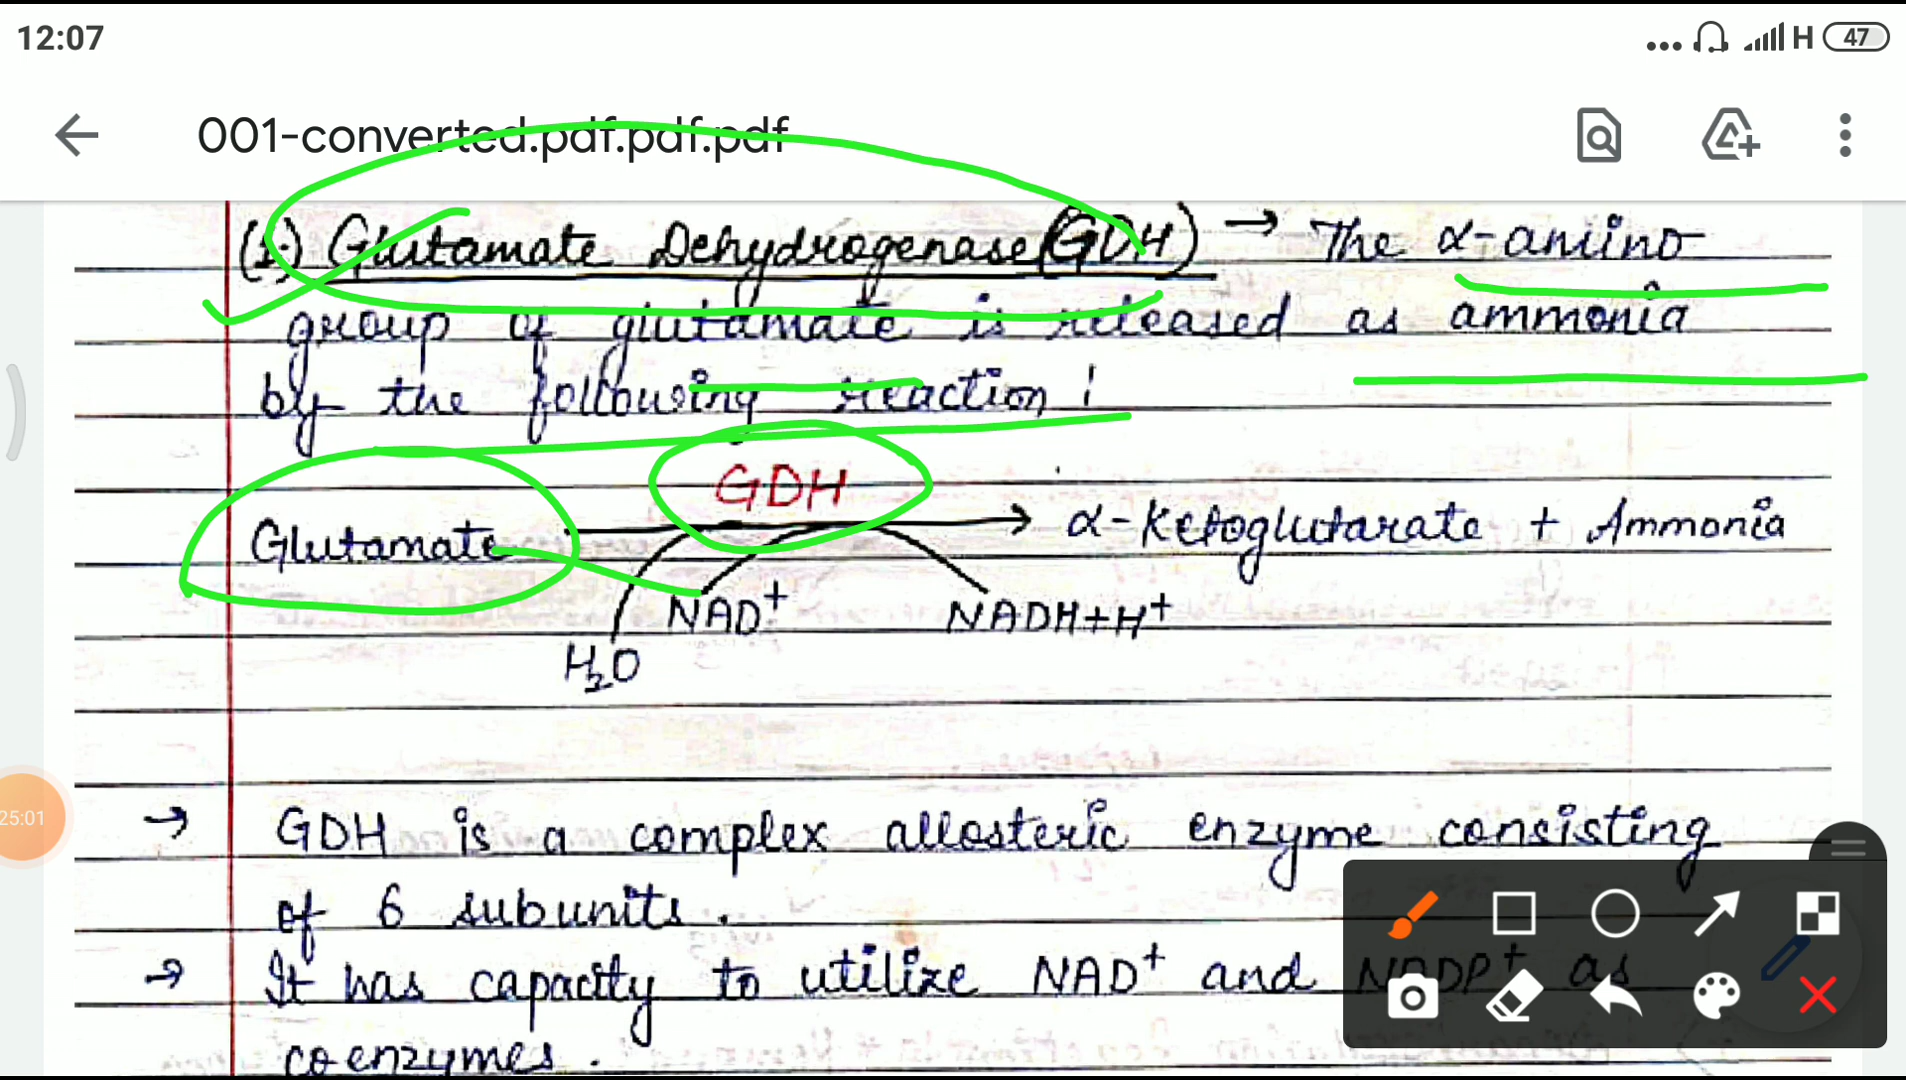 12:07
H 47
001-converted.pdf.pdf.pdf
(1.) Glutamate Dehydrogenase (GDH) → The α-amino
group of glutamate is released as ammonia
by the following reaction :
GDH
Glutamate → α-Ketoglutarate + Ammonia
NAD+ NADH+H+
H2O
25:01
→ GDH is a complex allosteric enzyme consisting
of 6 subunits.
→ It has capacity to utilize NAD+ and NADP+ as
coenzymes.